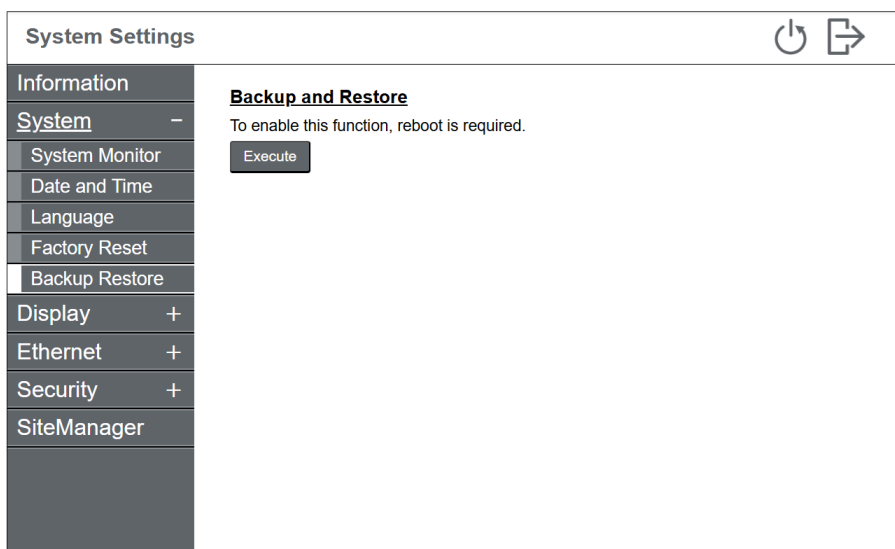 System Settings
Information
System −
System Monitor
Date and Time
Language
Factory Reset
Backup Restore
Display +
Ethernet +
Security +
SiteManager
Backup and Restore
To enable this function, reboot is required.
Execute